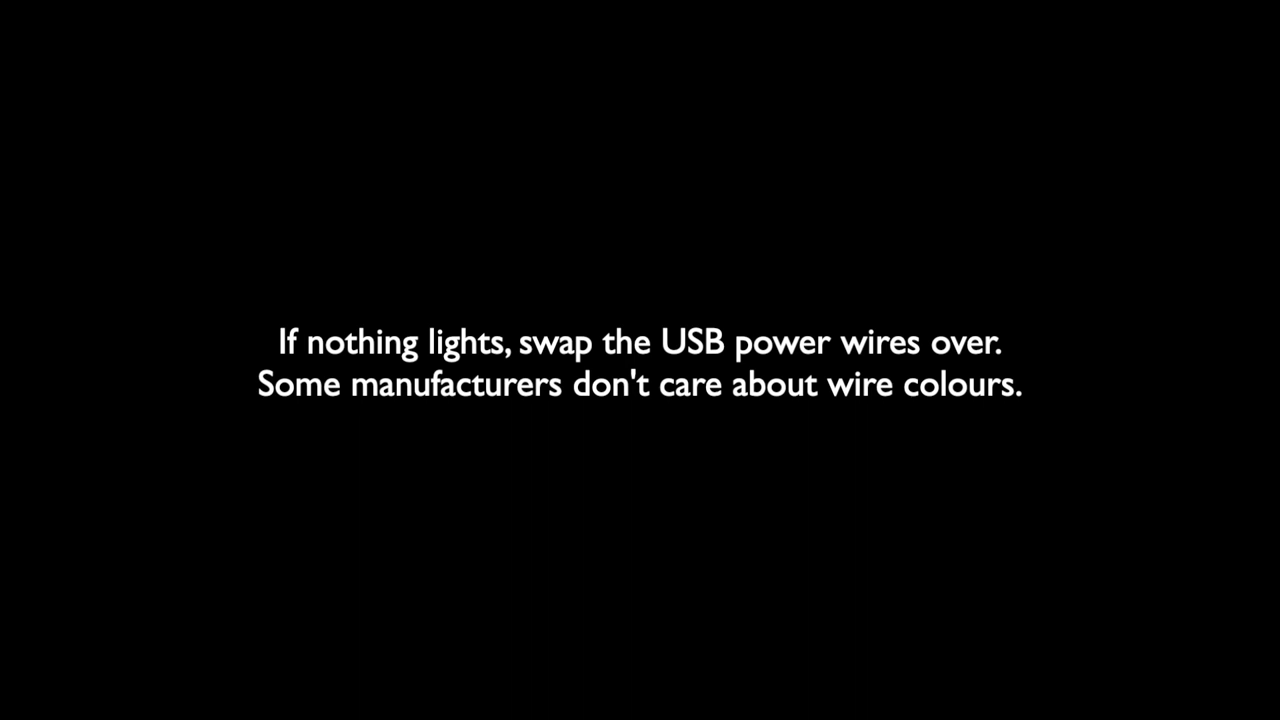 If nothing lights, swap the USB power wires over.
Some manufacturers don't care about wire colours.